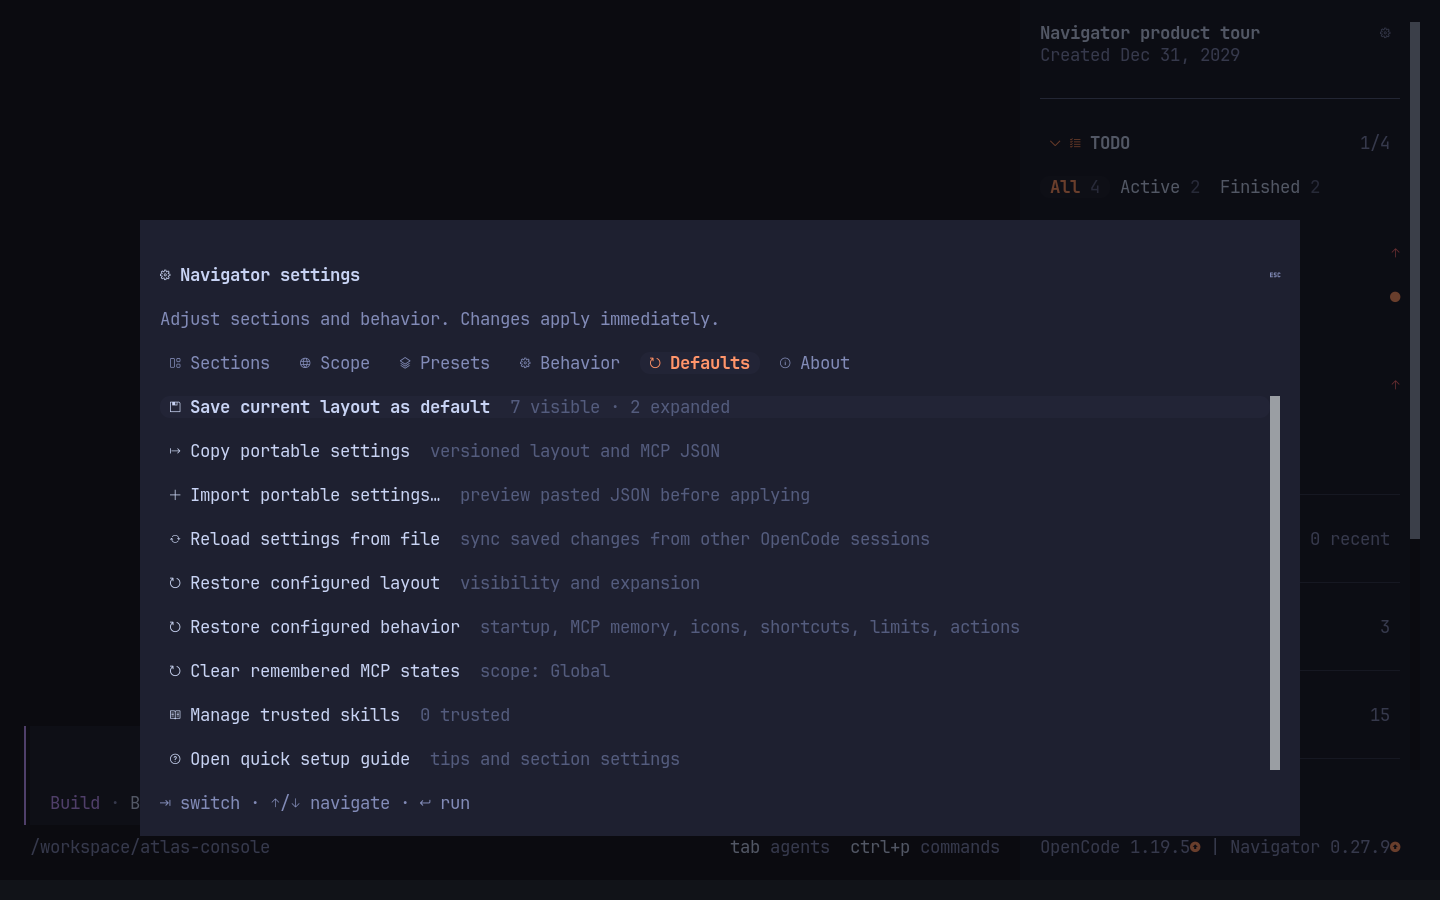 Navigator product tour
Created Dec 31, 2029
TODO 1/4
All 4 Active 2 Finished 2
Navigator settings ESC
Adjust sections and behavior. Changes apply immediately.
Sections Scope Presets Behavior Defaults About
Save current layout as default 7 visible · 2 expanded
Copy portable settings versioned layout and MCP JSON
Import portable settings… preview pasted JSON before applying
Reload settings from file sync saved changes from other OpenCode sessions
0 recent
Restore configured layout visibility and expansion
Restore configured behavior startup, MCP memory, icons, shortcuts, limits, actions
3
Clear remembered MCP states scope: Global
Manage trusted skills 0 trusted
15
Open quick setup guide tips and section settings
⇥ switch · ↑/↓ navigate · ↩ run
Build · B
/workspace/atlas-console tab agents ctrl+p commands OpenCode 1.19.5 | Navigator 0.27.9